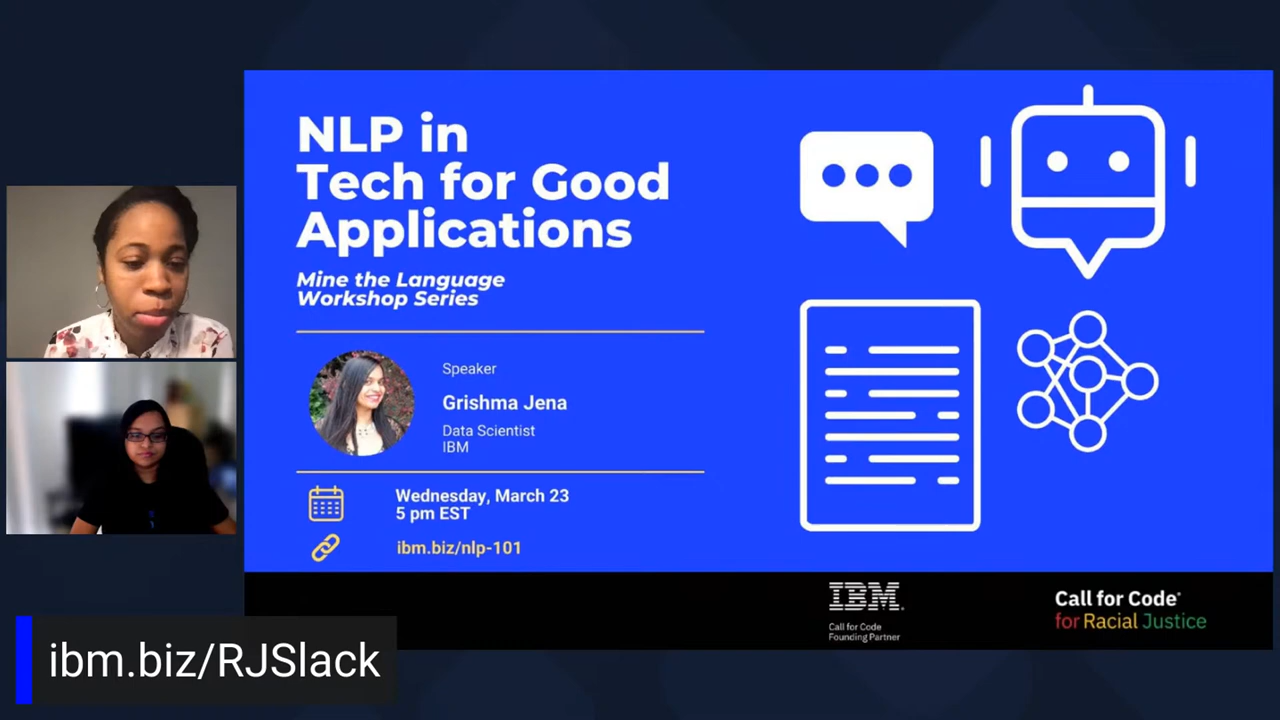 NLP in
Tech for Good
Applications
Mine the Language
Workshop Series
Speaker
Grishma Jena
Data Scientist
IBM
Wednesday, March 23
5 pm EST
ibm.biz/nlp-101
IBM
Call for Code
Founding Partner
Call for Code
for Racial Justice
ibm.biz/RJSlack